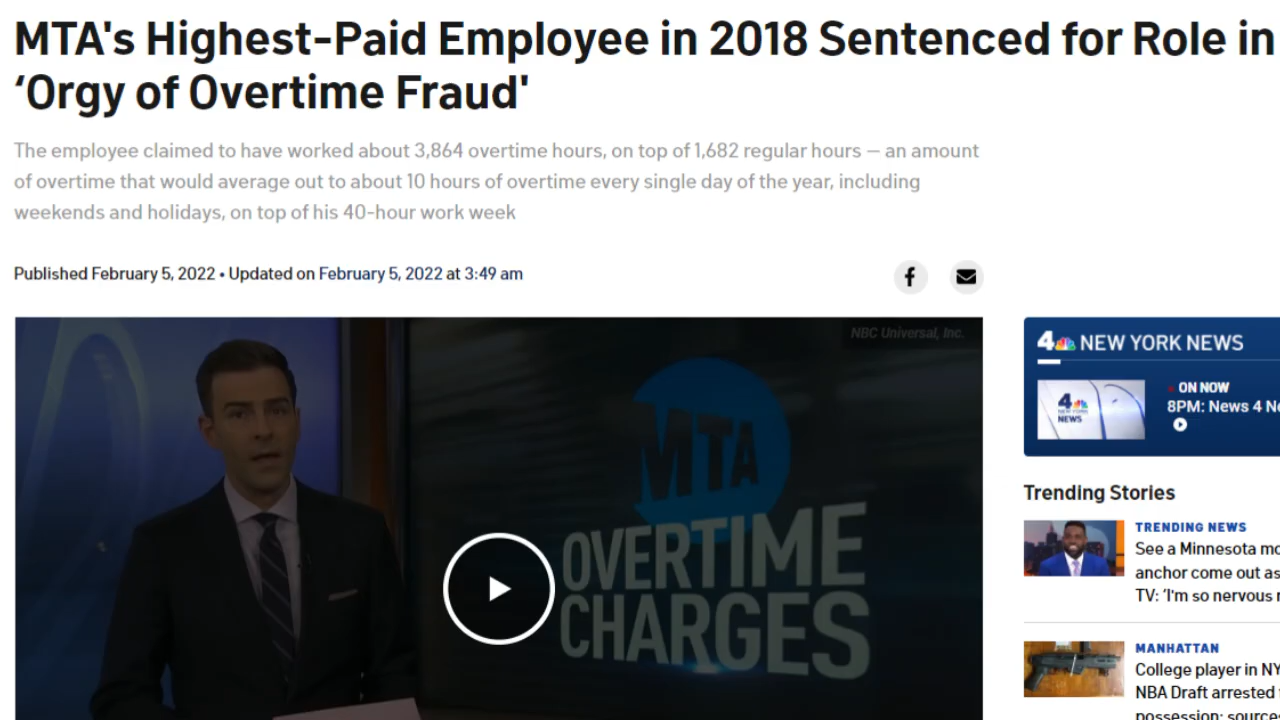 MTA's Highest-Paid Employee in 2018 Sentenced for Role in
‘Orgy of Overtime Fraud'
The employee claimed to have worked about 3,864 overtime hours, on top of 1,682 regular hours — an amount
of overtime that would average out to about 10 hours of overtime every single day of the year, including
weekends and holidays, on top of his 40-hour work week
Published February 5, 2022 • Updated on February 5, 2022 at 3:49 am
NBC Universal, Inc.
MTA
OVERTIME
CHARGES
4 NEW YORK NEWS
4
NEW YORK
NEWS
ON NOW
8PM: News 4
Trending Stories
TRENDING NEWS
See a Minnesota
anchor come out as
TV: ‘I'm so nervous
MANHATTAN
College player in NY
NBA Draft arrested
possession: source